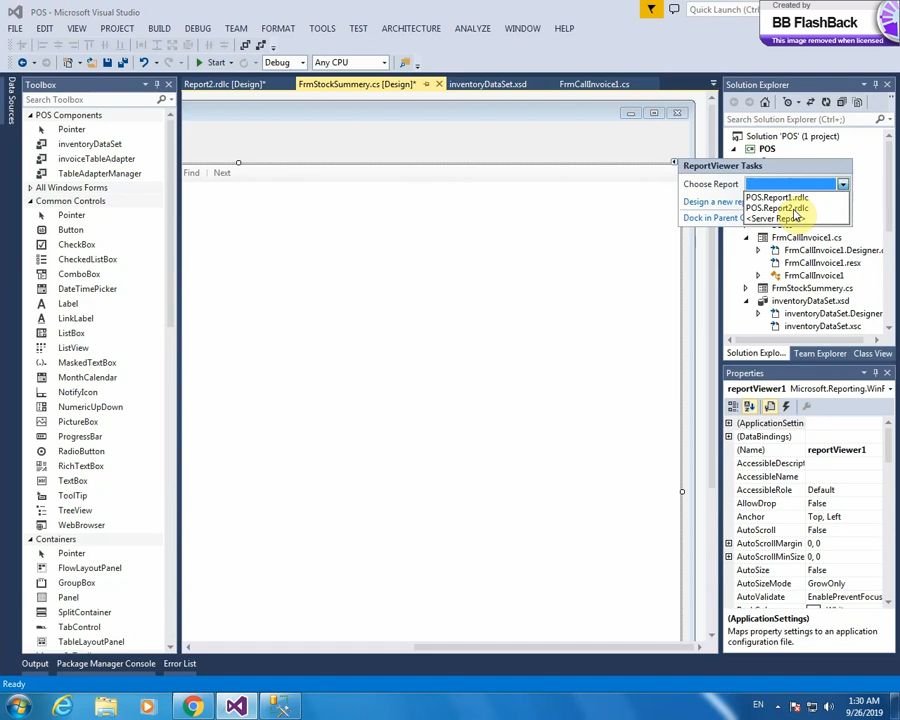 POS - Microsoft Visual Studio
Quick Launch (
Created by
BB FlashBack
This image removed when licensed
FILE EDIT VIEW PROJECT BUILD DEBUG TEAM FORMAT TOOLS TEST ARCHITECTURE ANALYZE WINDOW HELP
Start Debug Any CPU
Data Sources
Toolbox
Search Toolbox
POS Components
Pointer
inventoryDataSet
invoiceTableAdapter
TableAdapterManager
All Windows Forms
Common Controls
Pointer
Button
CheckBox
CheckedListBox
ComboBox
DateTimePicker
Label
LinkLabel
ListBox
ListView
MaskedTextBox
MonthCalendar
NotifyIcon
NumericUpDown
PictureBox
ProgressBar
RadioButton
RichTextBox
TextBox
ToolTip
TreeView
WebBrowser
Containers
Pointer
FlowLayoutPanel
GroupBox
Panel
SplitContainer
TabControl
TableLayoutPanel
Report2.rdlc [Design]* FrmStockSummery.cs [Design]* inventoryDataSet.xsd FrmCallInvoice1.cs
Find Next
ReportViewer Tasks
Choose Report
POS.Report1.rdlc
POS.Report2.rdlc
<Server Report>
Design a new re
Dock in Parent C
Solution Explorer
Search Solution Explorer (Ctrl+;)
Solution 'POS' (1 project)
POS
FrmCallInvoice1.cs
FrmCallInvoice1.Designer.c
FrmCallInvoice1.resx
FrmCallInvoice1
FrmStockSummery.cs
inventoryDataSet.xsd
inventoryDataSet.Designer
inventoryDataSet.xsc
Solution Explo... Team Explorer Class View
Properties
reportViewer1 Microsoft.Reporting.WinF
(ApplicationSettin
(DataBindings)
(Name) reportViewer1
AccessibleDescript
AccessibleName
AccessibleRole Default
AllowDrop False
Anchor Top, Left
AutoScroll False
AutoScrollMargin 0, 0
AutoScrollMinSize 0, 0
AutoSize False
AutoSizeMode GrowOnly
AutoValidate EnablePreventFocus
(ApplicationSettings)
Maps property settings to an application configuration file.
Output Package Manager Console Error List
Ready
EN
1:30 AM
9/26/2019